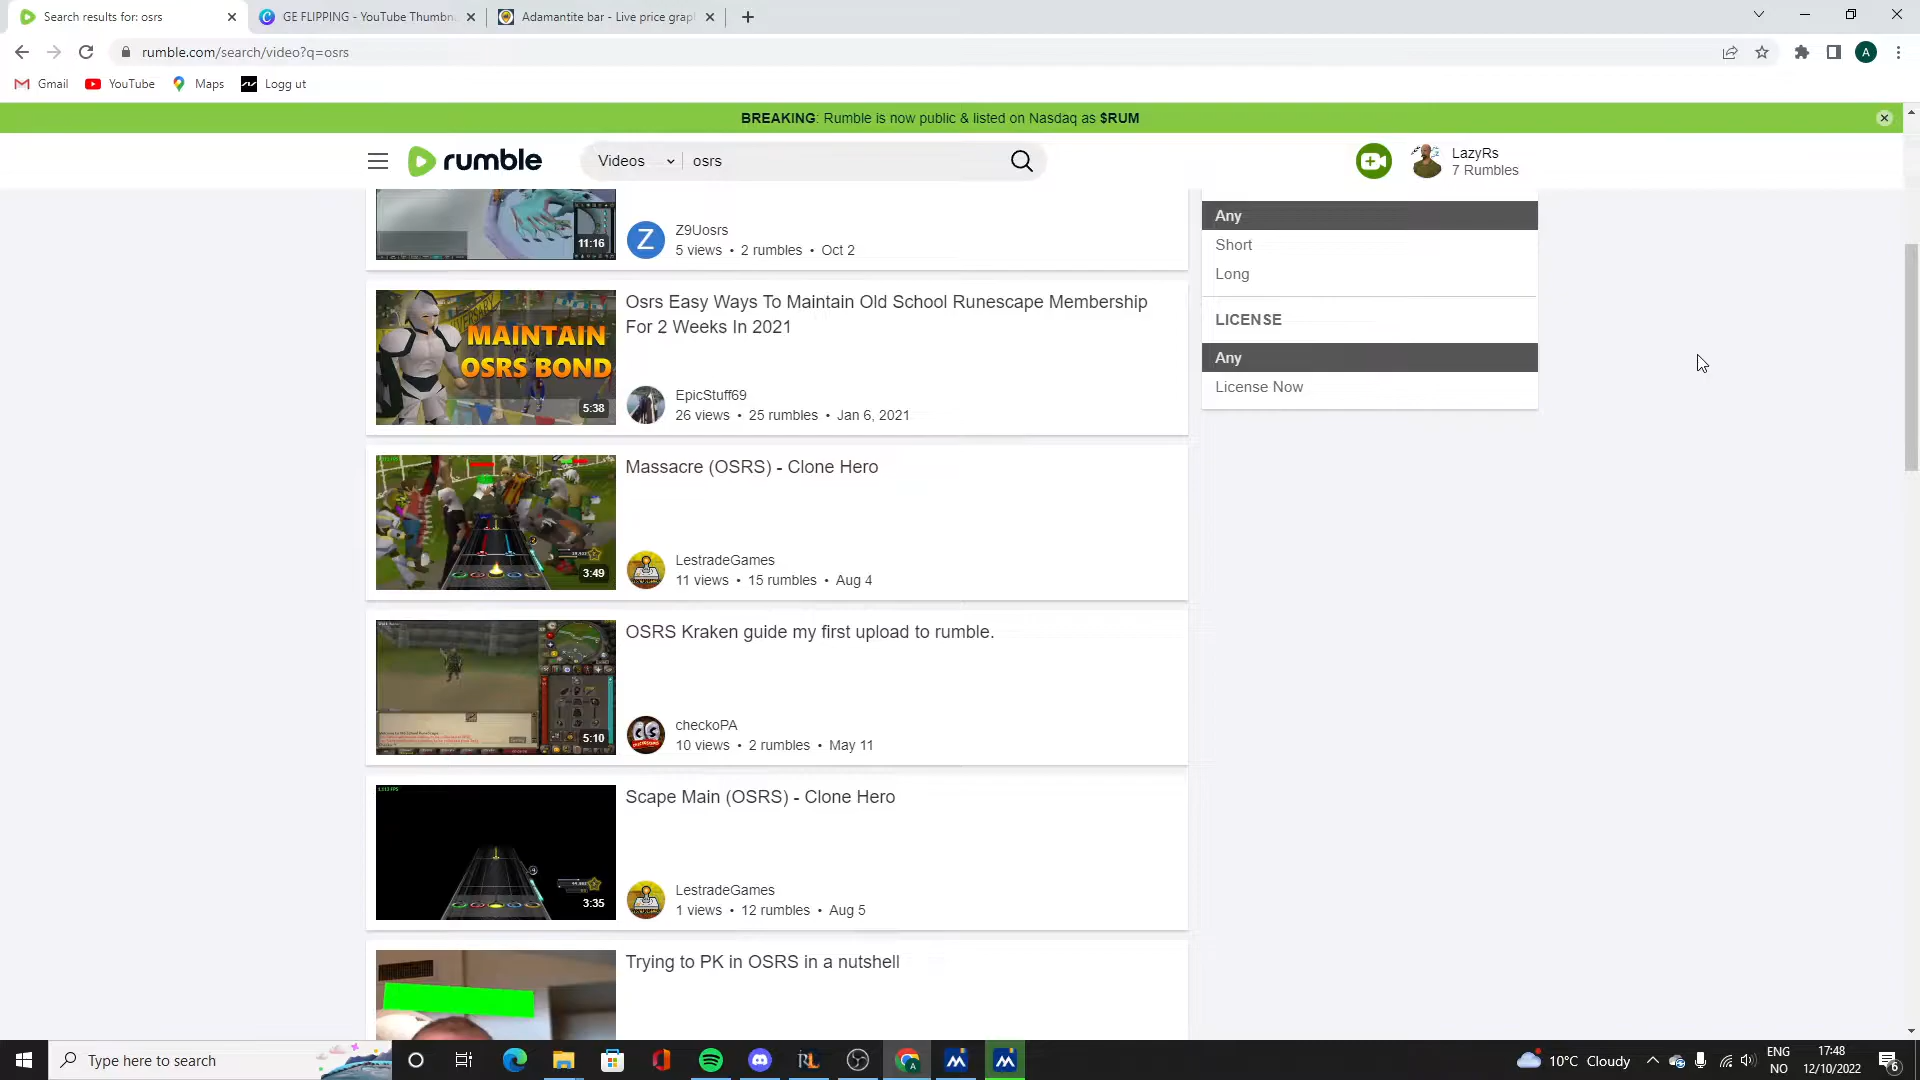 Search results for: osrs
GE FLIPPING - YouTube Thumbn
Adamantite bar - Live price grap
rumble.com/search/video?q=osrs
A
Gmail
YouTube
Maps
Logg ut
BREAKING: Rumble is now public & listed on Nasdaq as $RUM
rumble
Videos
osrs
LazyRs
7 Rumbles
11:16
Z
Z9Uosrs
5 views • 2 rumbles • Oct 2
Any
Short
Long
LICENSE
Any
License Now
MAINTAIN
OSRS BOND
5:38
Osrs Easy Ways To Maintain Old School Runescape Membership
For 2 Weeks In 2021
EpicStuff69
26 views • 25 rumbles • Jan 6, 2021
3:49
Massacre (OSRS) - Clone Hero
LestradeGames
11 views • 15 rumbles • Aug 4
5:10
OSRS Kraken guide my first upload to rumble.
checkoPA
10 views • 2 rumbles • May 11
3:35
Scape Main (OSRS) - Clone Hero
LestradeGames
1 views • 12 rumbles • Aug 5
Trying to PK in OSRS in a nutshell
Type here to search
10°C Cloudy
ENG
NO
17:48
12/10/2022
6